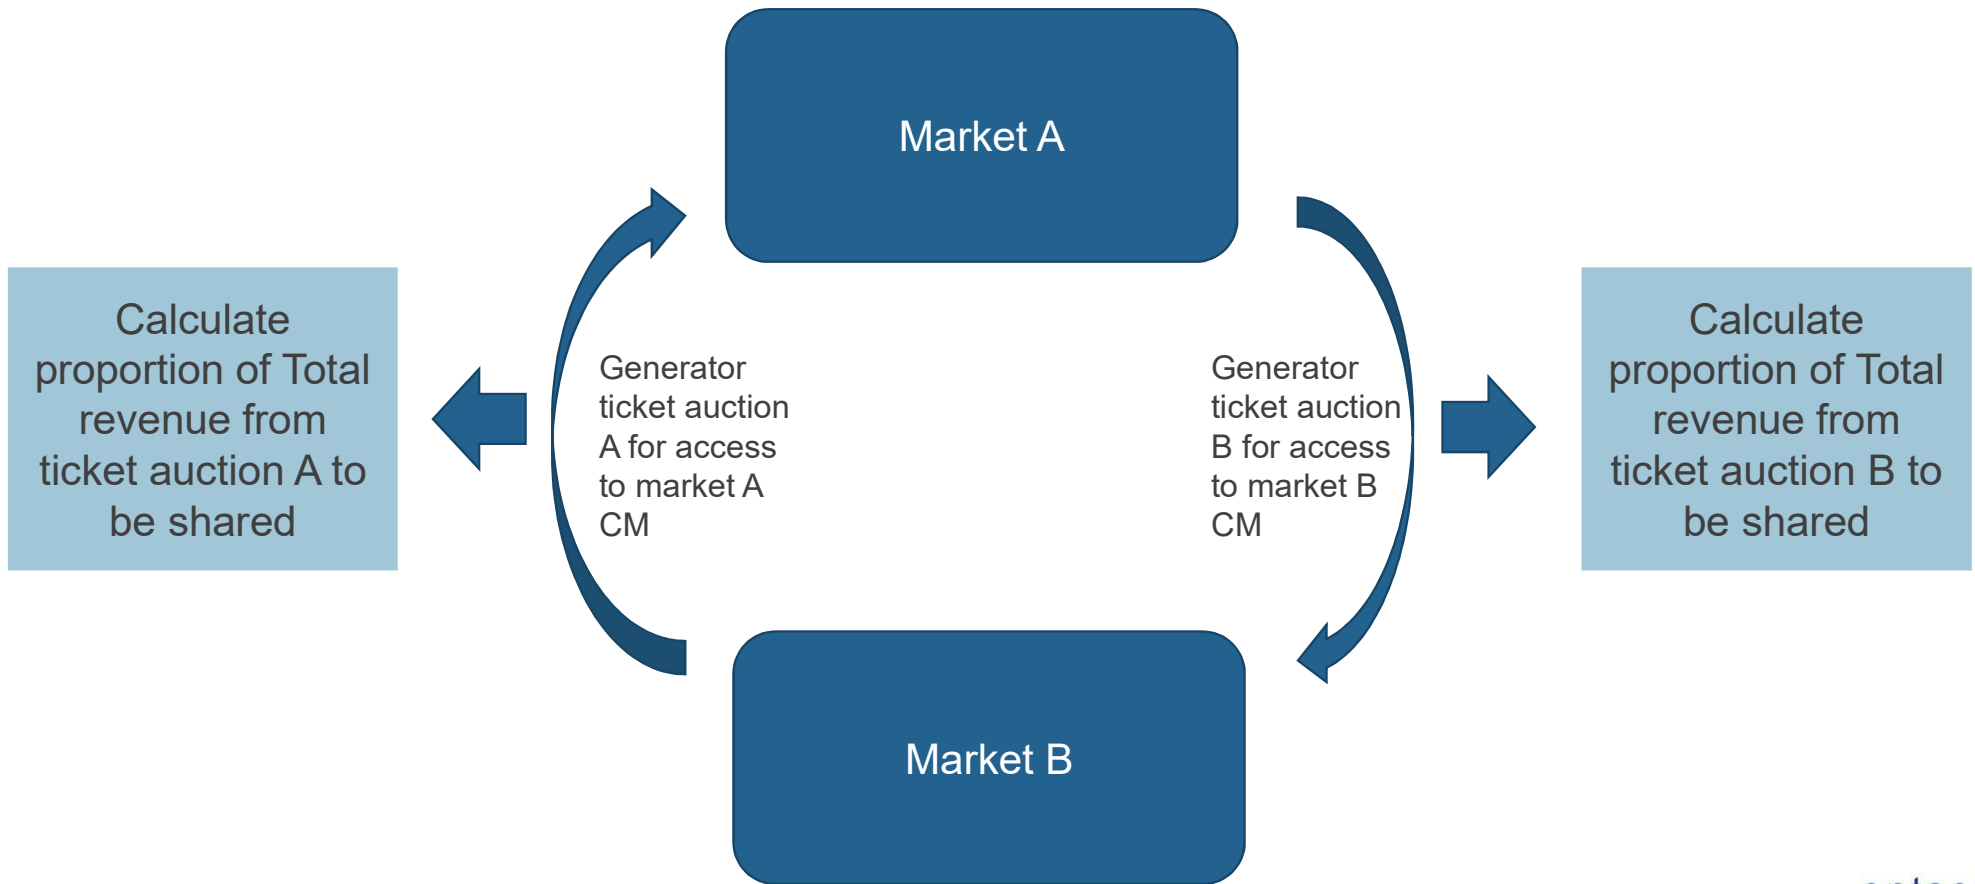 Market A
Calculate
proportion of Total
revenue from
ticket auction A to
be shared
Generator
ticket auction
A for access
to market A
CM
Generator
ticket auction
B for access
to market B
CM
Calculate
proportion of Total
revenue from
ticket auction B to
be shared
Market B